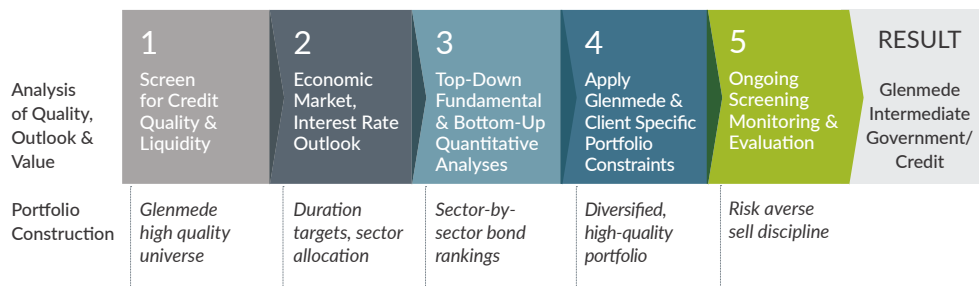 Analysis
of Quality,
Outlook &
Value
1
Screen
for Credit
Quality &
Liquidity
2
Economic
Market,
Interest Rate
Outlook
3
Top-Down
Fundamental
& Bottom-Up
Quantitative
Analyses
4
Apply
Glenmede &
Client Specific
Portfolio
Constraints
5
Ongoing
Screening
Monitoring &
Evaluation
RESULT
Glenmede
Intermediate
Government/
Credit
Portfolio
Construction
Glenmede
high quality
universe
Duration
targets, sector
allocation
Sector-by-
sector bond
rankings
Diversified,
high-quality
portfolio
Risk averse
sell discipline